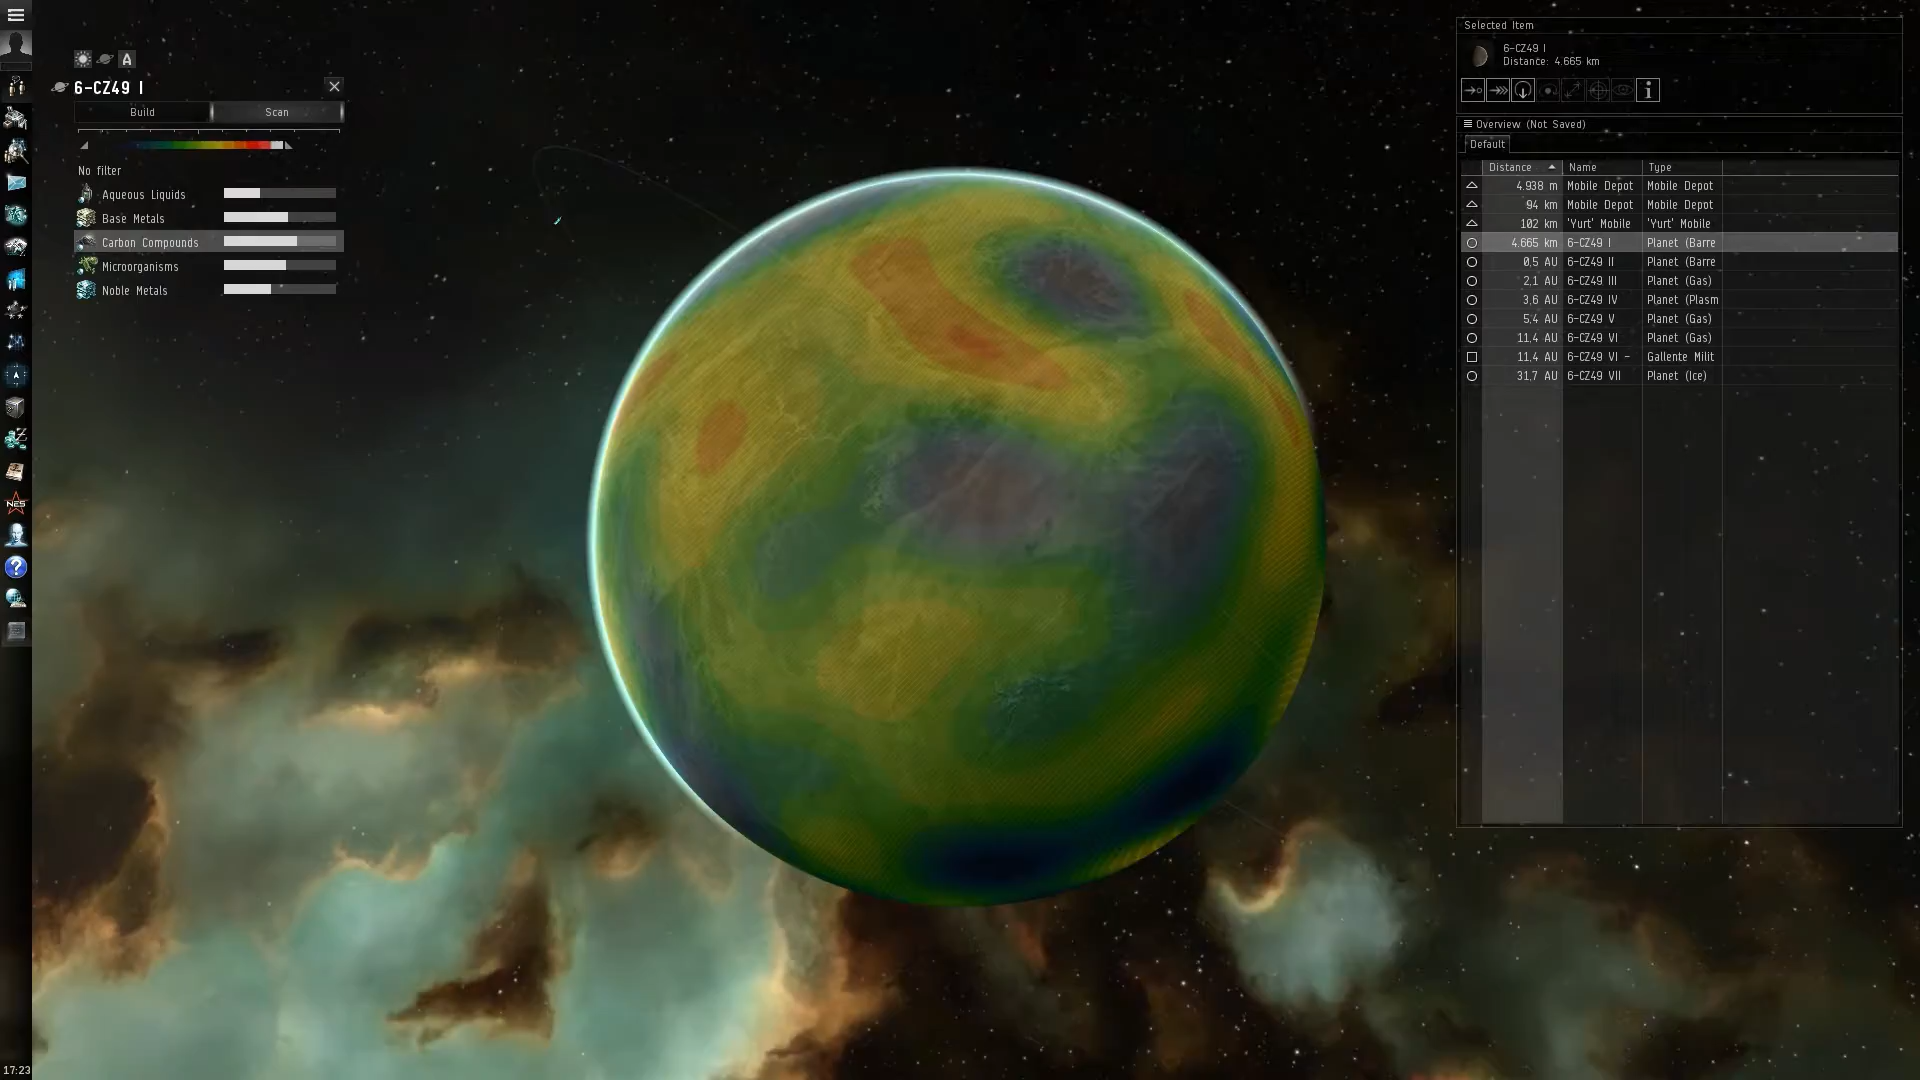 A
6-CZ49 I
Build
Scan
No filter
Aqueous Liquids
Base Metals
Carbon Compounds
Microorganisms
Noble Metals
NES
?
17:23
Selected Item
6-CZ49 I
Distance: 4.665 km
Overview (Not Saved)
Default
Distance Name Type
4.938 m Mobile Depot Mobile Depot
94 km Mobile Depot Mobile Depot
102 km 'Yurt' Mobile 'Yurt' Mobile
4.665 km 6-CZ49 I Planet (Barre
0,5 AU 6-CZ49 II Planet (Barre
2,1 AU 6-CZ49 III Planet (Gas)
3,6 AU 6-CZ49 IV Planet (Plasm
5,4 AU 6-CZ49 V Planet (Gas)
11,4 AU 6-CZ49 VI Planet (Gas)
11,4 AU 6-CZ49 VI - Gallente Milit
31,7 AU 6-CZ49 VII Planet (Ice)